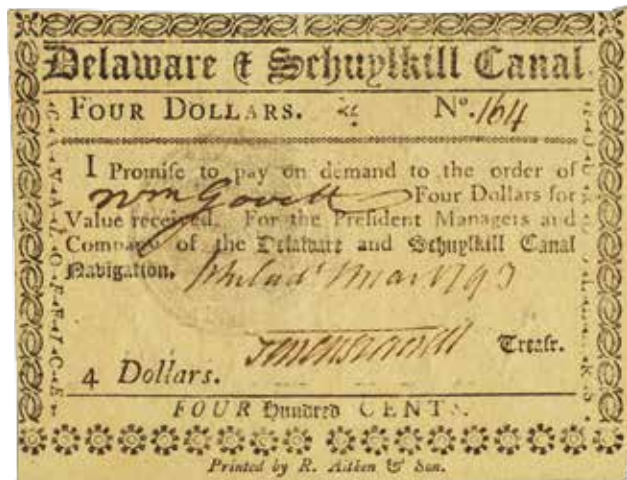 Delaware & Schuylkill Canal.
FOUR DOLLARS. No. 164
I Promise to pay on demand to the order of
Wm Govett Four Dollars for
Value received. For the President Managers and
Company of the Delaware and Schuylkill Canal
Navigation. Philada 1793
Treasr.
4 Dollars.
FOUR Hundred CENTS.
Printed by R. Aitken & Son.
C-A-N-A-L O-F-F-I-C-E